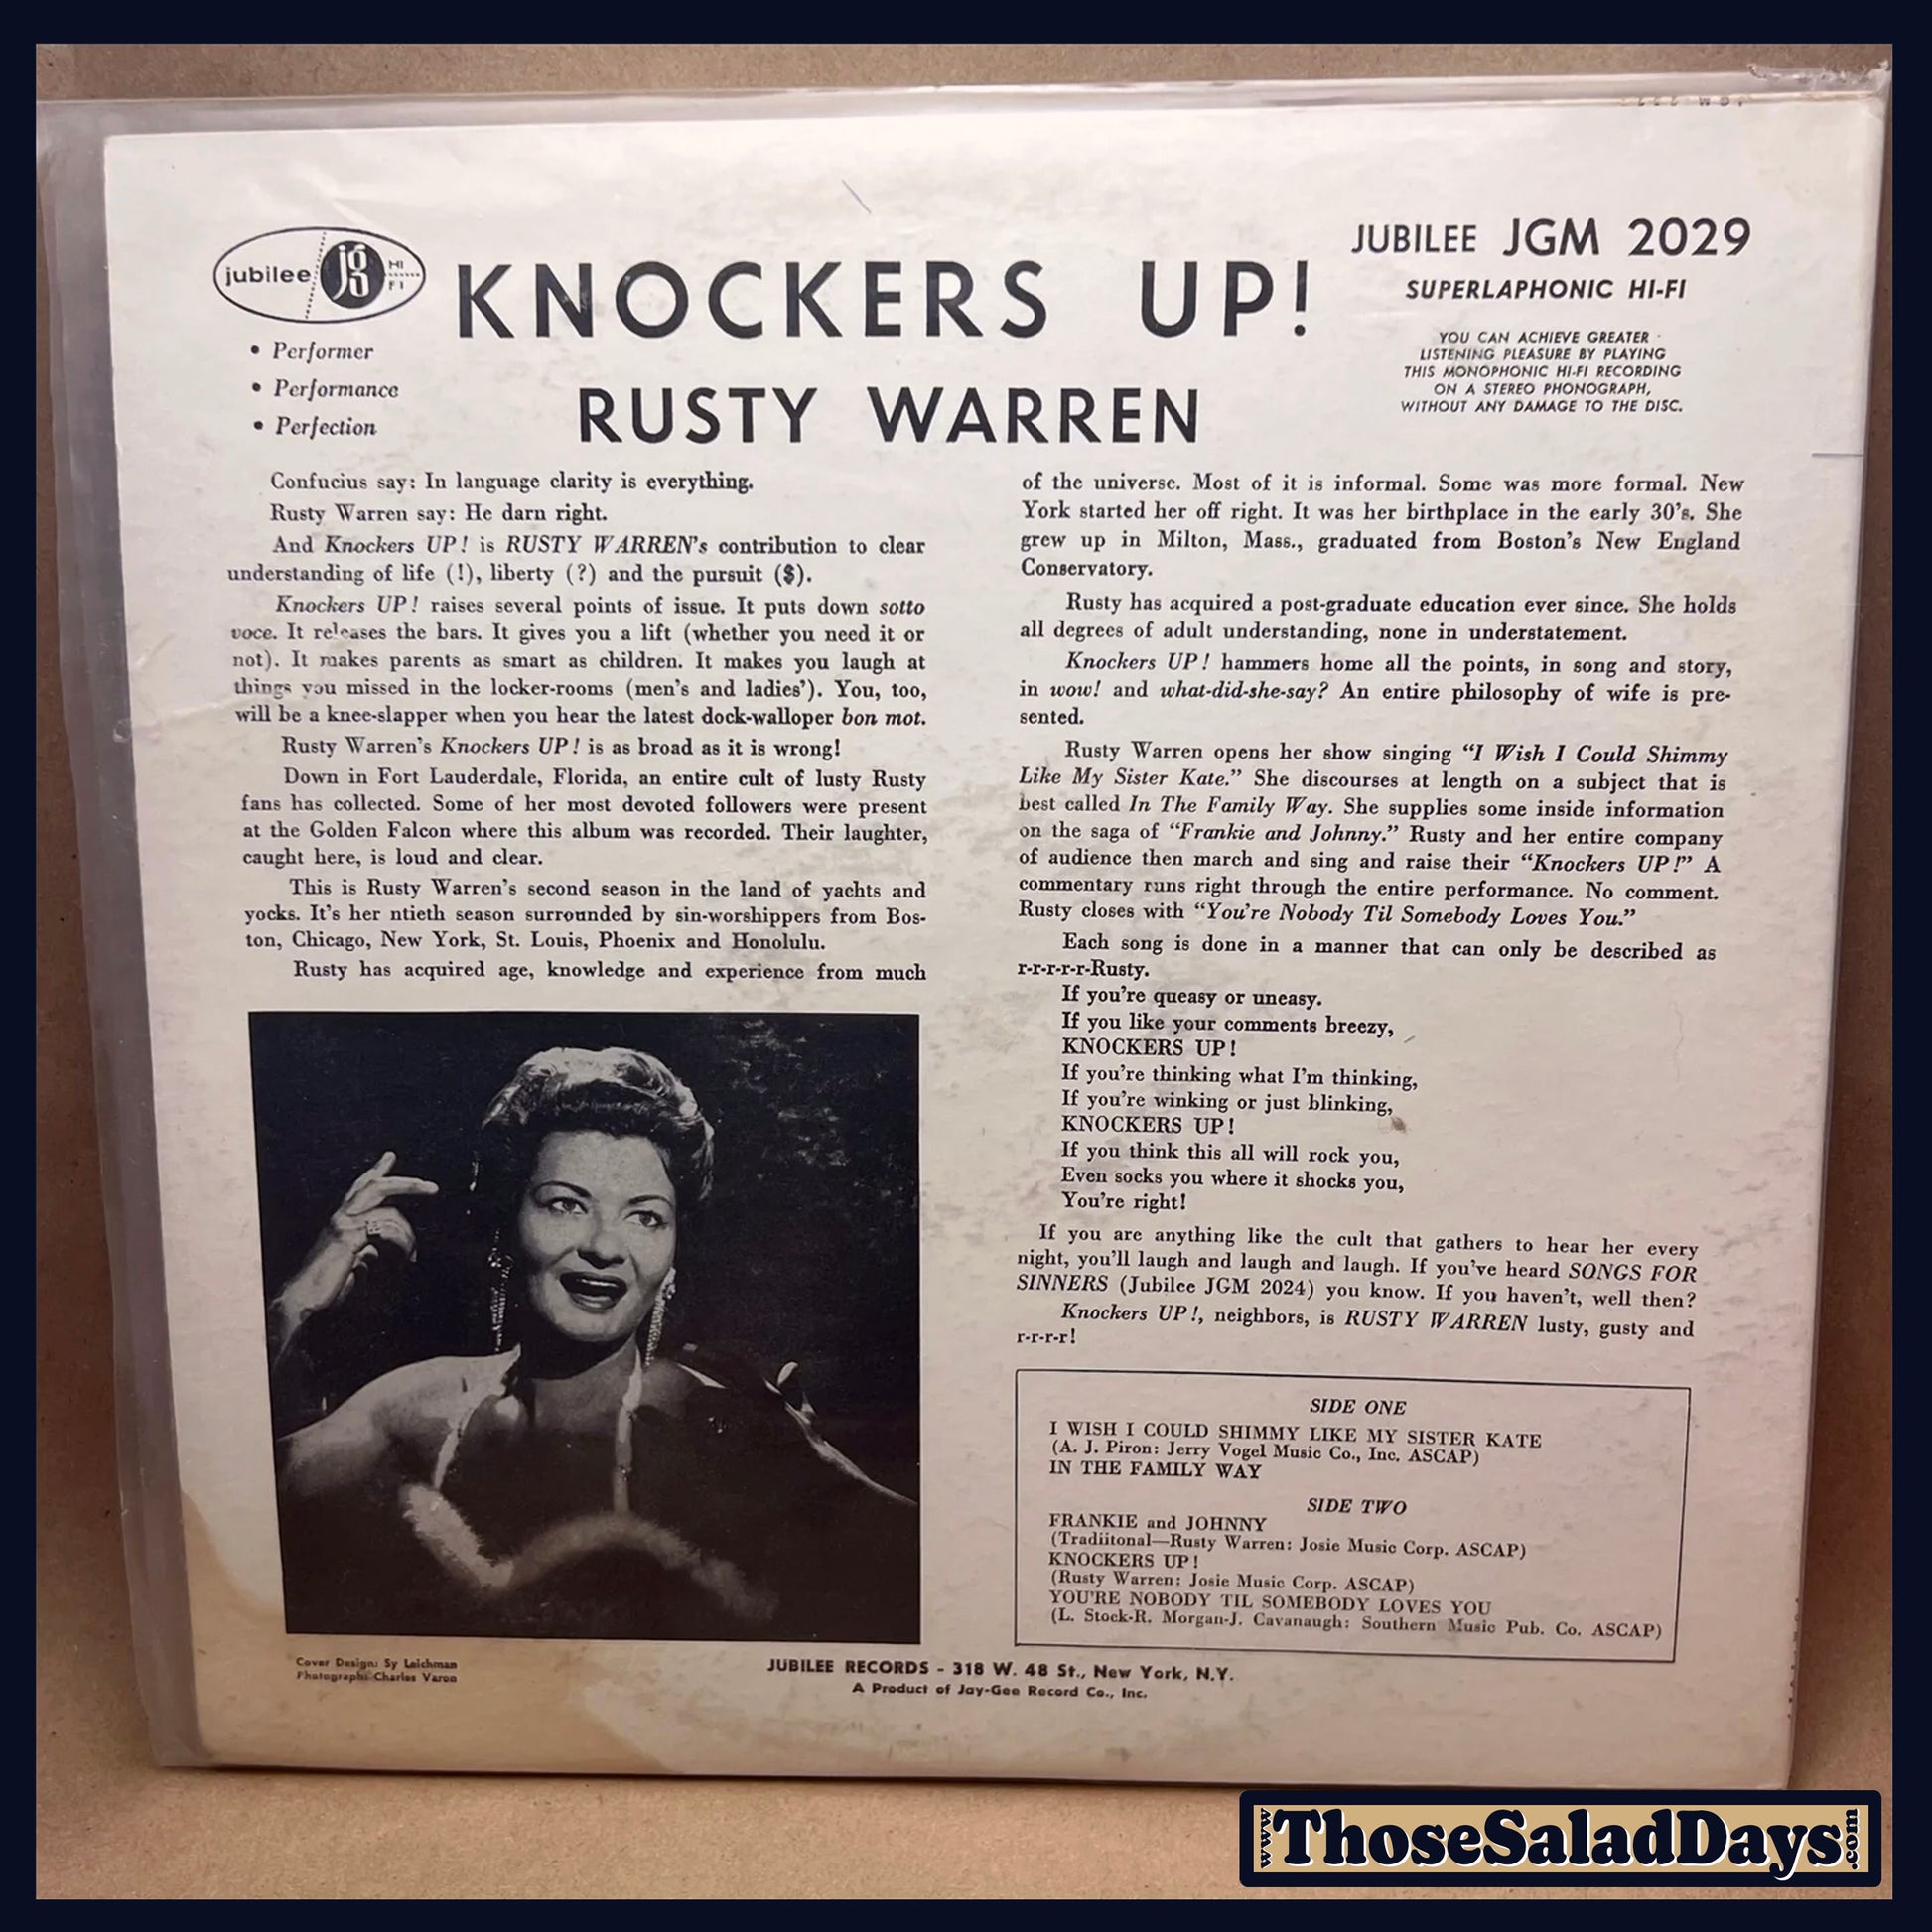 jubilee jg HI FI
• Performer
• Performance
• Perfection
KNOCKERS UP!
RUSTY WARREN
JUBILEE JGM 2029
SUPERLAPHONIC HI-FI
YOU CAN ACHIEVE GREATER
LISTENING PLEASURE BY PLAYING
THIS MONOPHONIC HI-FI RECORDING
ON A STEREO PHONOGRAPH,
WITHOUT ANY DAMAGE TO THE DISC.
Confucius say: In language clarity is everything.
Rusty Warren say: He darn right.
And Knockers UP! is RUSTY WARREN's contribution to clear
understanding of life (!), liberty (?) and the pursuit ($).
Knockers UP! raises several points of issue. It puts down sotto
voce. It releases the bars. It gives you a lift (whether you need it or
not). It makes parents as smart as children. It makes you laugh at
things you missed in the locker-rooms (men's and ladies'). You, too,
will be a knee-slapper when you hear the latest dock-walloper bon mot.
Rusty Warren's Knockers UP! is as broad as it is wrong!
Down in Fort Lauderdale, Florida, an entire cult of lusty Rusty
fans has collected. Some of her most devoted followers were present
at the Golden Falcon where this album was recorded. Their laughter,
caught here, is loud and clear.
This is Rusty Warren's second season in the land of yachts and
yocks. It's her ntieth season surrounded by sin-worshippers from Bos-
ton, Chicago, New York, St. Louis, Phoenix and Honolulu.
Rusty has acquired age, knowledge and experience from much
of the universe. Most of it is informal. Some was more formal. New
York started her off right. It was her birthplace in the early 30's. She
grew up in Milton, Mass., graduated from Boston's New England
Conservatory.
Rusty has acquired a post-graduate education ever since. She holds
all degrees of adult understanding, none in understatement.
Knockers UP! hammers home all the points, in song and story,
in wow! and what-did-she-say? An entire philosophy of wife is pre-
sented.
Rusty Warren opens her show singing "I Wish I Could Shimmy
Like My Sister Kate." She discourses at length on a subject that is
best called In The Family Way. She supplies some inside information
on the saga of "Frankie and Johnny." Rusty and her entire company
of audience then march and sing and raise their "Knockers UP!" A
commentary runs right through the entire performance. No comment.
Rusty closes with "You're Nobody Til Somebody Loves You."
Each song is done in a manner that can only be described as
r-r-r-r-r-Rusty.
If you're queasy or uneasy.
If you like your comments breezy,
KNOCKERS UP!
If you're thinking what I'm thinking,
If you're winking or just blinking,
KNOCKERS UP!
If you think this all will rock you,
Even socks you where it shocks you,
You're right!
If you are anything like the cult that gathers to hear her every
night, you'll laugh and laugh and laugh. If you've heard SONGS FOR
SINNERS (Jubilee JGM 2024) you know. If you haven't, well then?
Knockers UP!, neighbors, is RUSTY WARREN lusty, gusty and
r-r-r-r!
SIDE ONE
I WISH I COULD SHIMMY LIKE MY SISTER KATE
(A. J. Piron: Jerry Vogel Music Co., Inc. ASCAP)
IN THE FAMILY WAY
SIDE TWO
FRANKIE and JOHNNY
(Tradiitonal—Rusty Warren: Josie Music Corp. ASCAP)
KNOCKERS UP!
(Rusty Warren: Josie Music Corp. ASCAP)
YOU'RE NOBODY TIL SOMEBODY LOVES YOU
(L. Stock-R. Morgan-J. Cavanaugh: Southern Music Pub. Co. ASCAP)
Cover Design: Sy Leichman
Photograph: Charles Varon
JUBILEE RECORDS - 318 W. 48 St., New York, N.Y.
A Product of Jay-Gee Record Co., Inc.
www.ThoseSaladDays.com